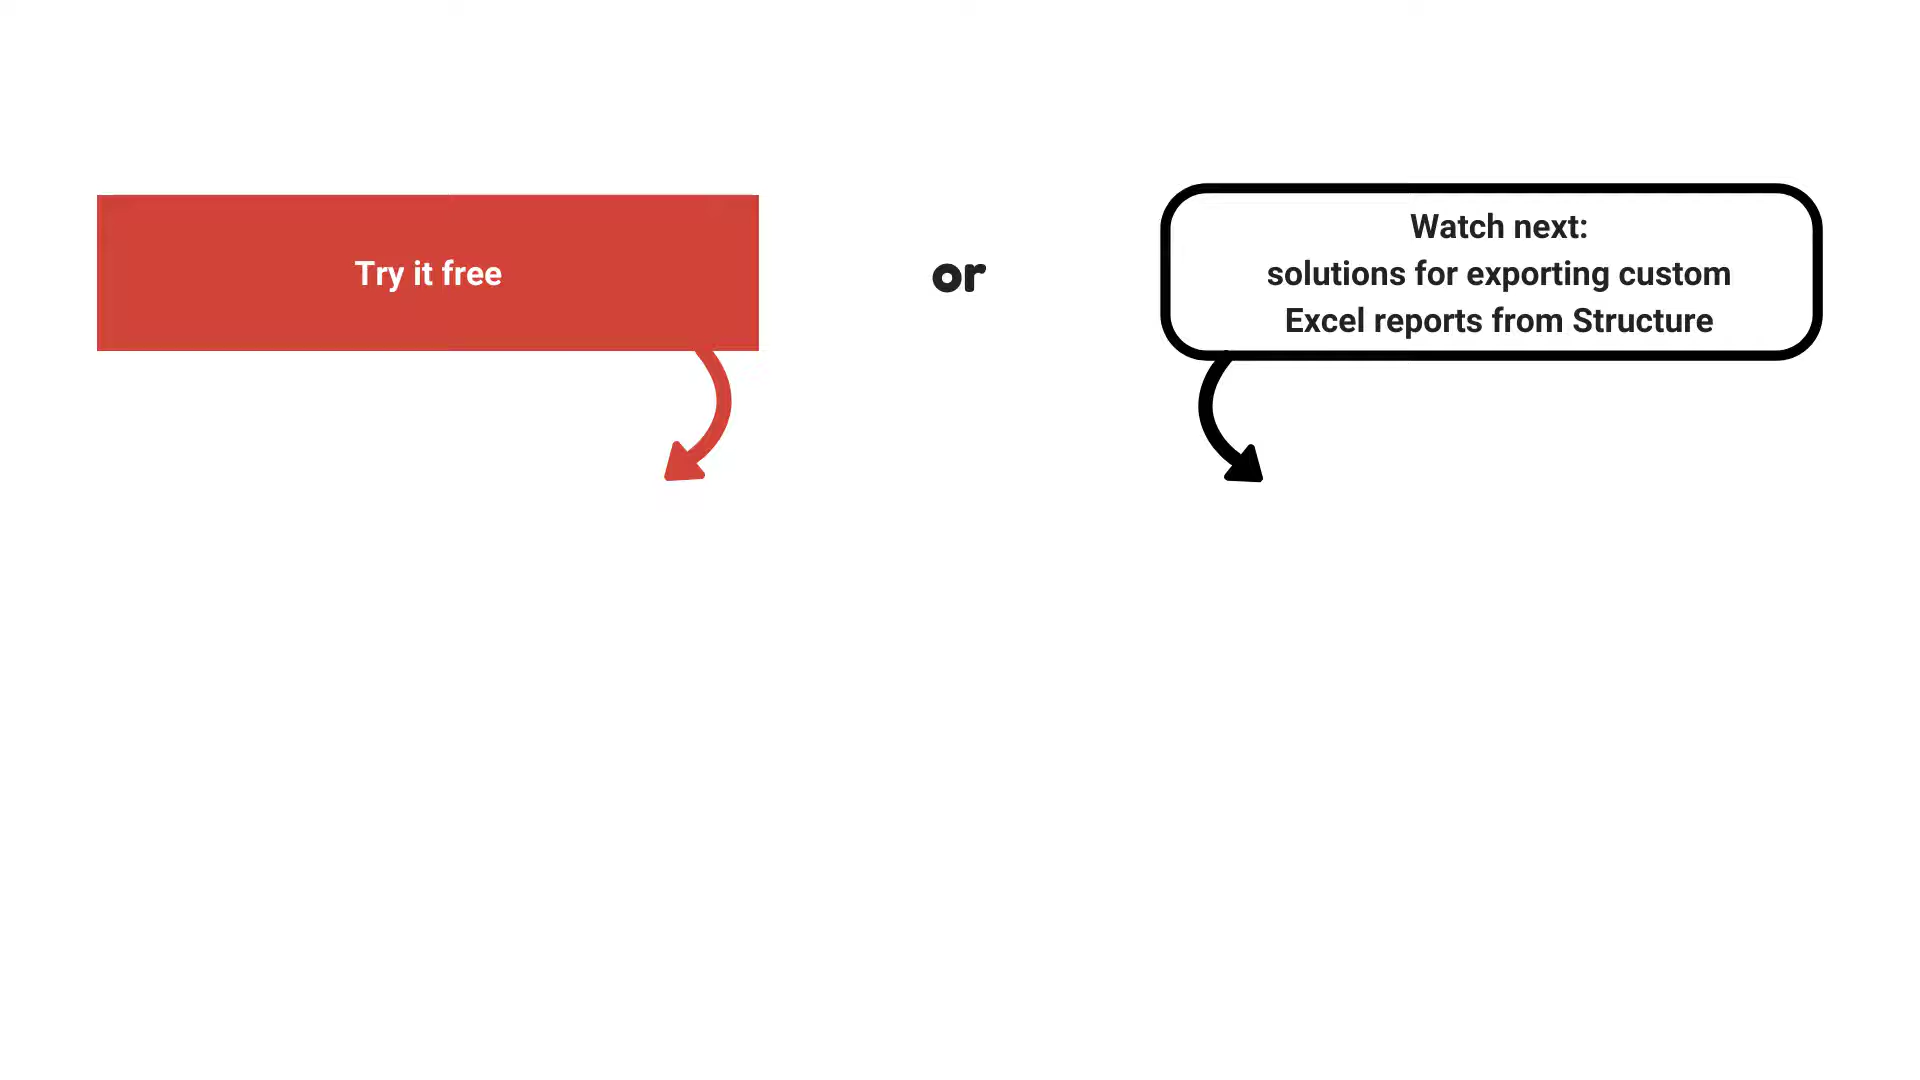 Try it free
or
Watch next:
solutions for exporting custom
Excel reports from Structure